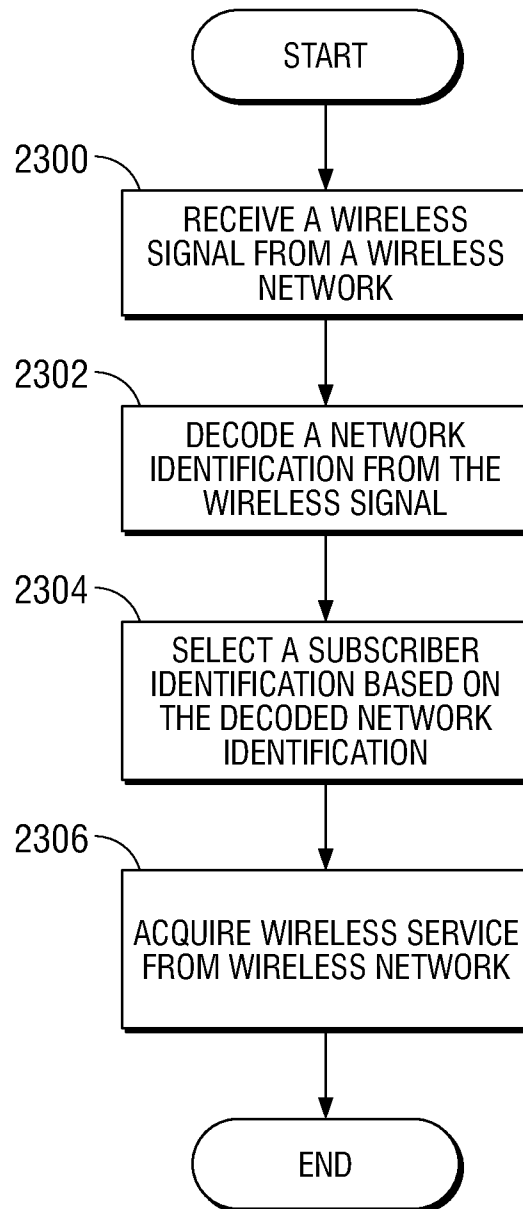 START
2300
RECEIVE A WIRELESS
SIGNAL FROM A WIRELESS
NETWORK
2302
DECODE A NETWORK
IDENTIFICATION FROM THE
WIRELESS SIGNAL
2304
SELECT A SUBSCRIBER
IDENTIFICATION BASED ON
THE DECODED NETWORK
IDENTIFICATION
2306
ACQUIRE WIRELESS SERVICE
FROM WIRELESS NETWORK
END